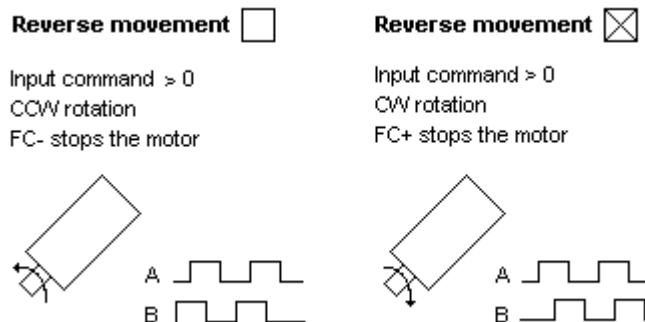 Reverse movement
Input command > 0
CCW rotation
FC- stops the motor
A
B
Reverse movement
Input command > 0
CW rotation
FC+ stops the motor
A
B